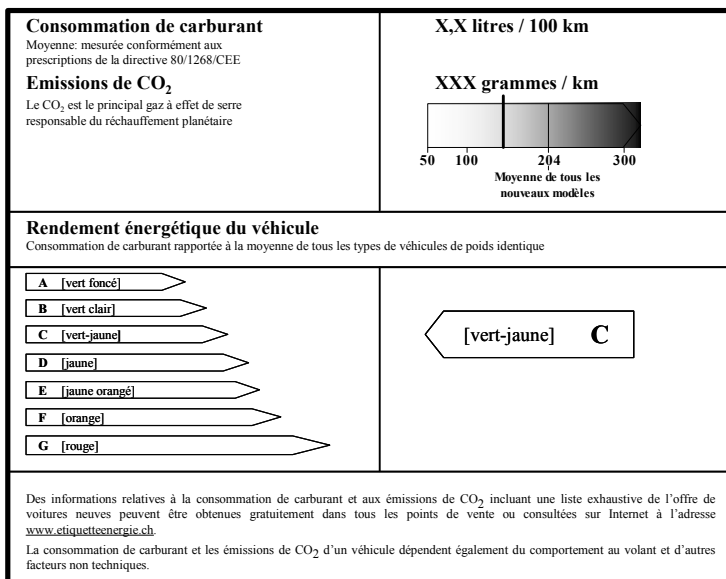 Consommation de carburant
Moyenne: mesurée conformément aux
prescriptions de la directive 80/1268/CEE
X,X litres / 100 km
Emissions de CO₂
Le CO₂ est le principal gaz à effet de serre
responsable du réchauffement planétaire
XXX grammes / km
50 100 204 300
Moyenne de tous les
nouveaux modèles
Rendement énergétique du véhicule
Consommation de carburant rapportée à la moyenne de tous les types de véhicules de poids identique
A [vert foncé]
B [vert clair]
C [vert-jaune]
D [jaune]
E [jaune orangé]
F [orange]
G [rouge]
[vert-jaune] C
Des informations relatives à la consommation de carburant et aux émissions de CO₂ incluant une liste exhaustive de l’offre de
voitures neuves peuvent être obtenues gratuitement dans tous les points de vente ou consultées sur Internet à l’adresse
www.etiquetteenergie.ch.
La consommation de carburant et les émissions de CO₂ d’un véhicule dépendent également du comportement au volant et d’autres
facteurs non techniques.